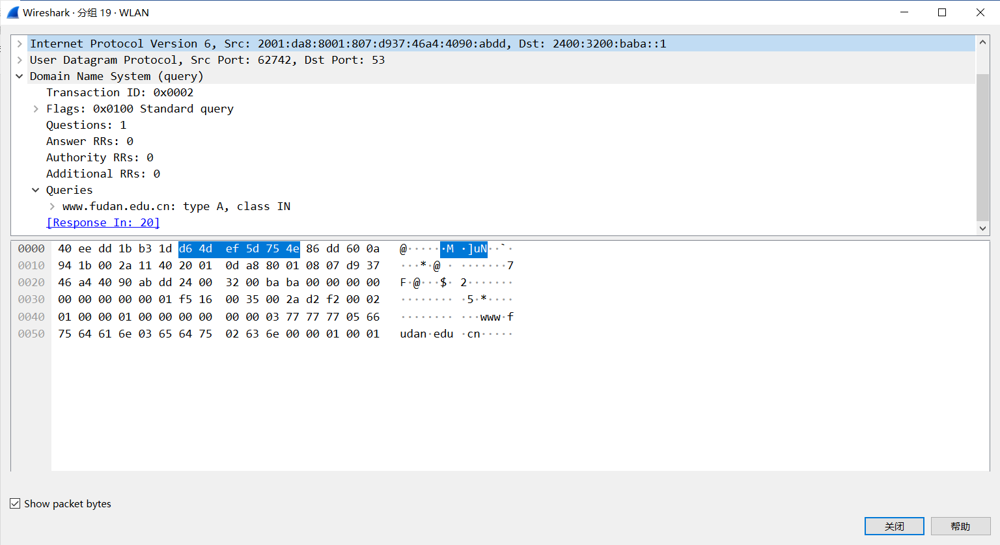 Wireshark · 分组 19 · WLAN
Internet Protocol Version 6, Src: 2001:da8:8001:807:d937:46a4:4090:abdd, Dst: 2400:3200:baba::1
User Datagram Protocol, Src Port: 62742, Dst Port: 53
Domain Name System (query)
Transaction ID: 0x0002
Flags: 0x0100 Standard query
Questions: 1
Answer RRs: 0
Authority RRs: 0
Additional RRs: 0
Queries
www.fudan.edu.cn: type A, class IN
[Response In: 20]
0000 40 ee dd 1b b3 1d d6 4d ef 5d 75 4e 86 dd 60 0a @······M ·]uN··`·
0010 94 1b 00 2a 11 40 20 01 0d a8 80 01 08 07 d9 37 ···*·@ · ·······7
0020 46 a4 40 90 ab dd 24 00 32 00 ba ba 00 00 00 00 F·@···$· 2·······
0030 00 00 00 00 00 01 f5 16 00 35 00 2a d2 f2 00 02 ········ ·5·*····
0040 01 00 00 01 00 00 00 00 00 00 03 77 77 77 05 66 ········ ···www·f
0050 75 64 61 6e 03 65 64 75 02 63 6e 00 00 01 00 01 udan·edu ·cn·····
Show packet bytes
关闭 帮助